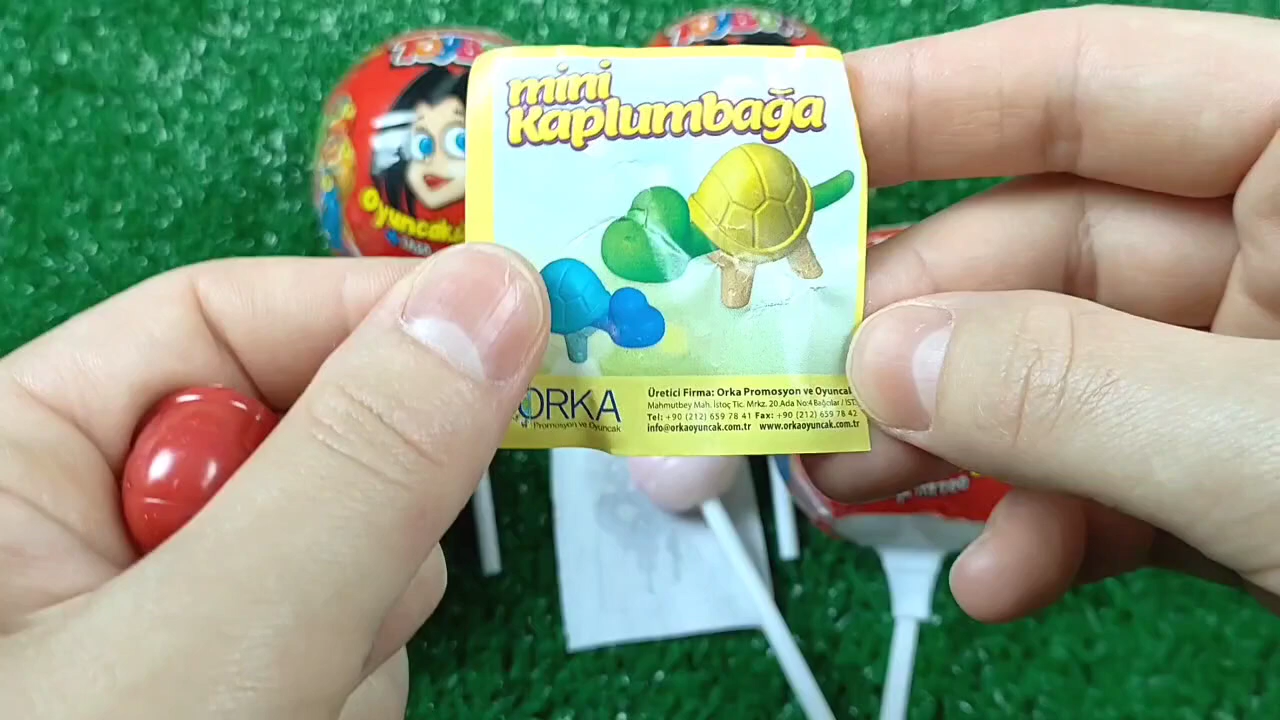 mini
Kaplumbağa
ORKA
Promosyon ve Oyuncak
Üretici Firma: Orka Promosyon ve Oyuncak
Mahmutbey Mah. İstoç Tic. Mrkz. 20.Ada No:4 Bağcılar / İST.
Tel: +90 (212) 659 78 41 Fax: +90 (212) 659 78 42
info@orkaoyuncak.com.tr www.orkaoyuncak.com.tr
Oyuncak